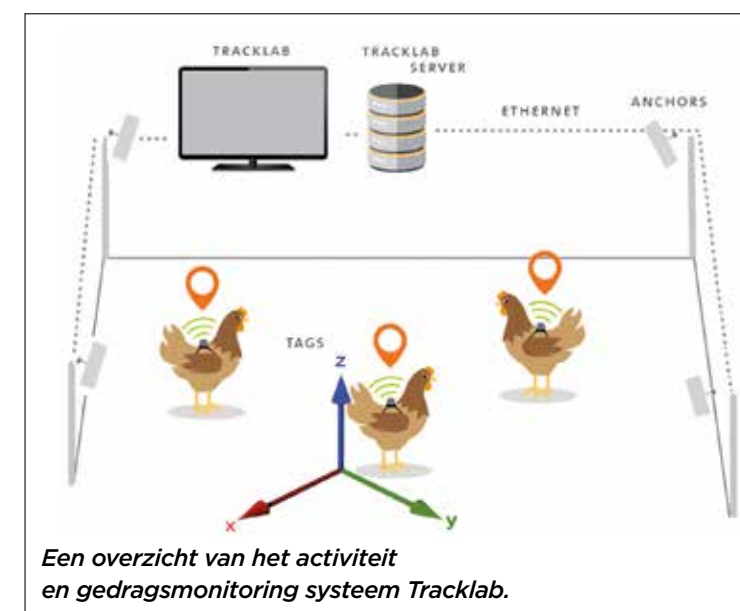 TRACKLAB
TRACKLAB
SERVER
ETHERNET
ANCHORS
TAGS
z
x
y
Een overzicht van het activiteit
en gedragsmonitoring systeem Tracklab.